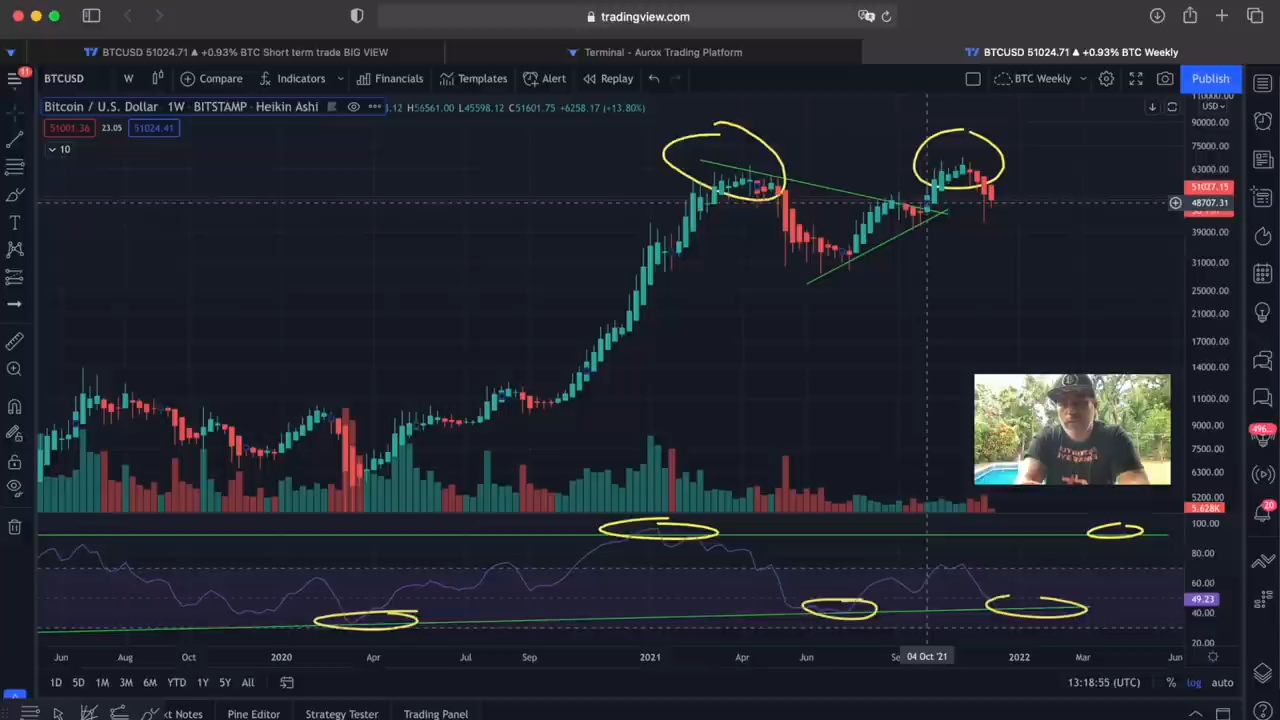 tradingview.com
BTCUSD 51024.71 ▲ +0.93% BTC Short term trade BIG VIEW
Terminal - Aurox Trading Platform
BTCUSD 51024.71 ▲ +0.93% BTC Weekly
11
BTCUSD
W
Compare
Indicators
Financials
Templates
Alert
Replay
BTC Weekly
Publish
Bitcoin / U.S. Dollar 1W BITSTAMP Heikin Ashi
.12 H56561.00 L45598.12 C51601.75 +6258.17 (+13.80%)
110000.00
USD
51001.36
23.05
51024.41
10
90000.00
75000.00
63000.00
51027.15
48707.31
39000.00
31000.00
25000.00
21000.00
17000.00
14000.00
11000.00
9000.00
7500.00
6300.00
5200.00
5.628K
496...
20
100.00
80.00
60.00
49.23
40.00
20.00
Jun
Aug
Oct
2020
Apr
Jul
Sep
2021
Apr
Jun
04 Oct '21
2022
Mar
Jun
1D 5D 1M 3M 6M YTD 1Y 5Y All
13:18:55 (UTC)
% log auto
xt Notes
Pine Editor
Strategy Tester
Trading Panel